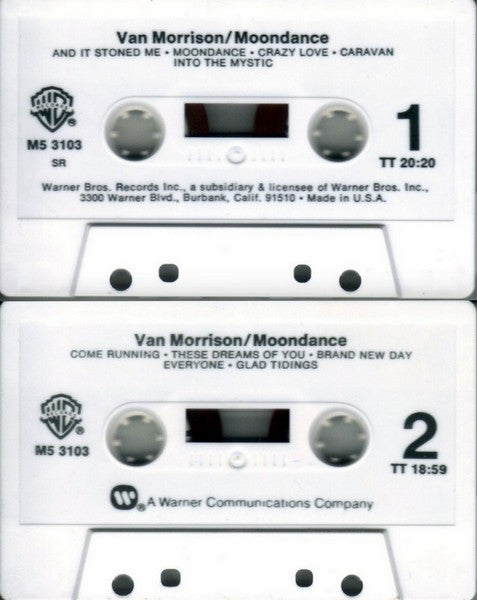 Van Morrison/Moondance
AND IT STONED ME • MOONDANCE • CRAZY LOVE • CARAVAN
INTO THE MYSTIC
®
M5 3103
SR
1
TT 20:20
Warner Bros. Records Inc., a subsidiary & licensee of Warner Bros. Inc.,
3300 Warner Blvd., Burbank, Calif. 91510 • Made in U.S.A.
Van Morrison/Moondance
COME RUNNING • THESE DREAMS OF YOU • BRAND NEW DAY
EVERYONE • GLAD TIDINGS
®
M5 3103
2
TT 18:59
® A Warner Communications Company